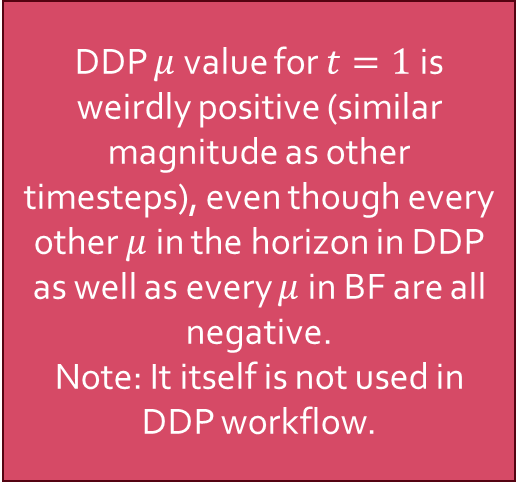 DDP 𝜇 value for 𝑡 = 1 is
weirdly positive (similar
magnitude as other
timesteps), even though every
other 𝜇 in the horizon in DDP
as well as every 𝜇 in BF are all
negative.
Note: It itself is not used in
DDP workflow.